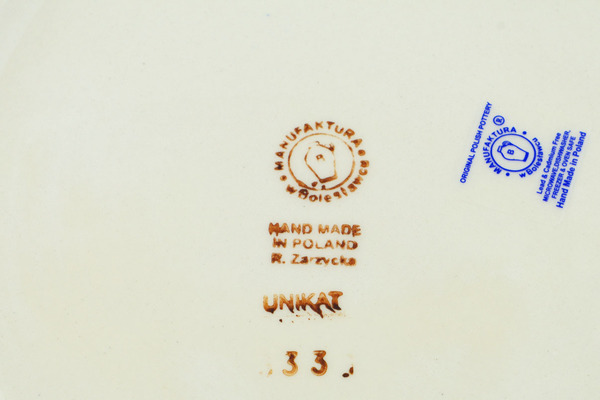 MANUFAKTURA
w Bolesławcu
B
HAND MADE
IN POLAND
R. Zarzycka
UNIKAT
33
ORIGINAL POLISH POTTERY
MANUFAKTURA ®
w Bolesławcu
B
Lead & Cadmium Free
MICROWAVE, DISHWASHER,
FREEZER & OVEN SAFE
Hand Made in Poland